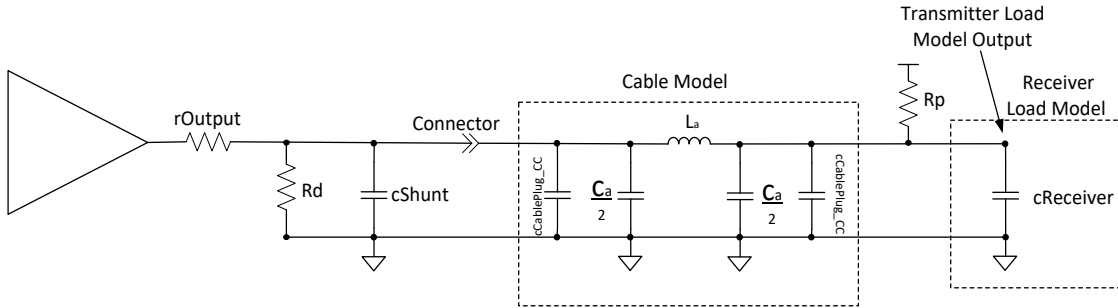 Transmitter Load
Model Output
Cable Model
Receiver
Load Model
Rp
rOutput
Connector
La
Rd
cShunt
cCablePlug_CC
Ca
2
Ca
2
cCablePlug_CC
cReceiver